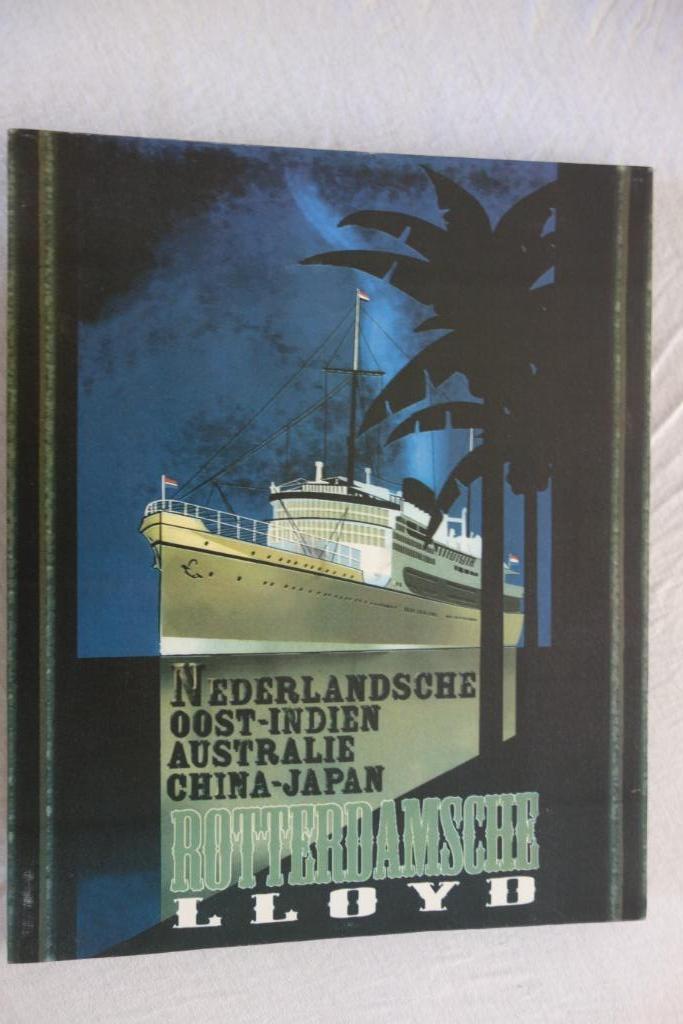 NEDERLANDSCHE
OOST-INDIEN
AUSTRALIE
CHINA-JAPAN
ROTTERDAMSCHE
LLOYD